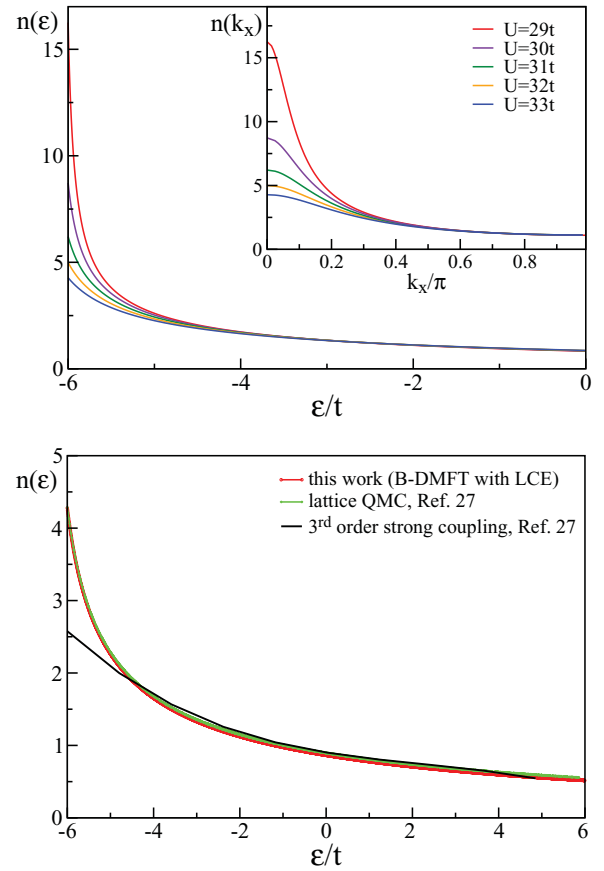 n(ε)
n(kₓ)
15
10
5
0
-6
-4
-2
0
ε/t
15
10
5
0
0
0.2
0.4
0.6
0.8
kₓ/π
U=29t
U=30t
U=31t
U=32t
U=33t
n(ε)
5
4
3
2
1
0
-6
-4
-2
0
2
4
6
ε/t
this work (B-DMFT with LCE)
lattice QMC, Ref. 27
3ʳᵈ order strong coupling, Ref. 27